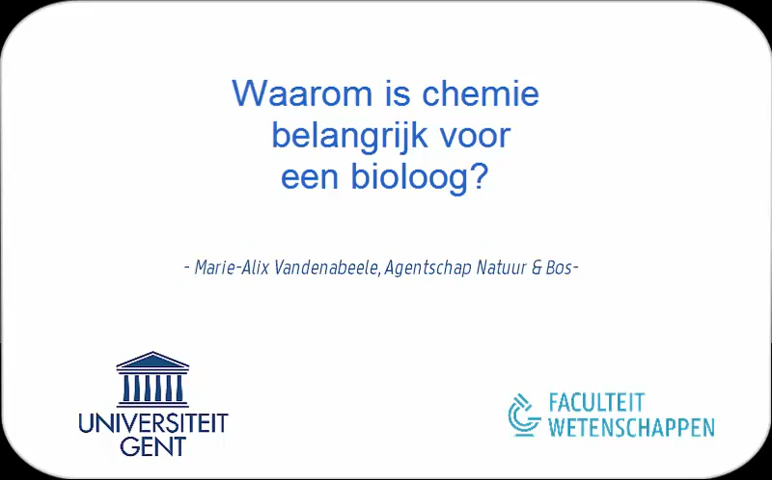 Waarom is chemie
belangrijk voor
een bioloog?
- Marie-Alix Vandenabeele, Agentschap Natuur & Bos-
UNIVERSITEIT
GENT
FACULTEIT
WETENSCHAPPEN